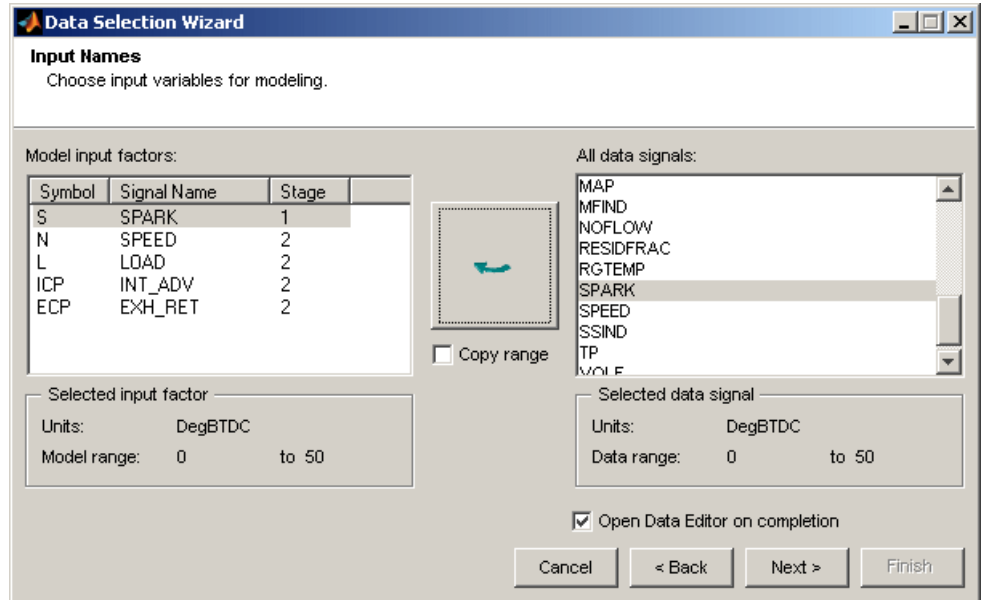 Data Selection Wizard
Input Names
Choose input variables for modeling.
Model input factors:
Symbol Signal Name Stage
S SPARK 1
N SPEED 2
L LOAD 2
ICP INT_ADV 2
ECP EXH_RET 2
Copy range
All data signals:
MAP
MFIND
NOFLOW
RESIDFRAC
RGTEMP
SPARK
SPEED
SSIND
TP
Selected input factor
Units: DegBTDC
Model range: 0 to 50
Selected data signal
Units: DegBTDC
Data range: 0 to 50
Open Data Editor on completion
Cancel < Back Next > Finish